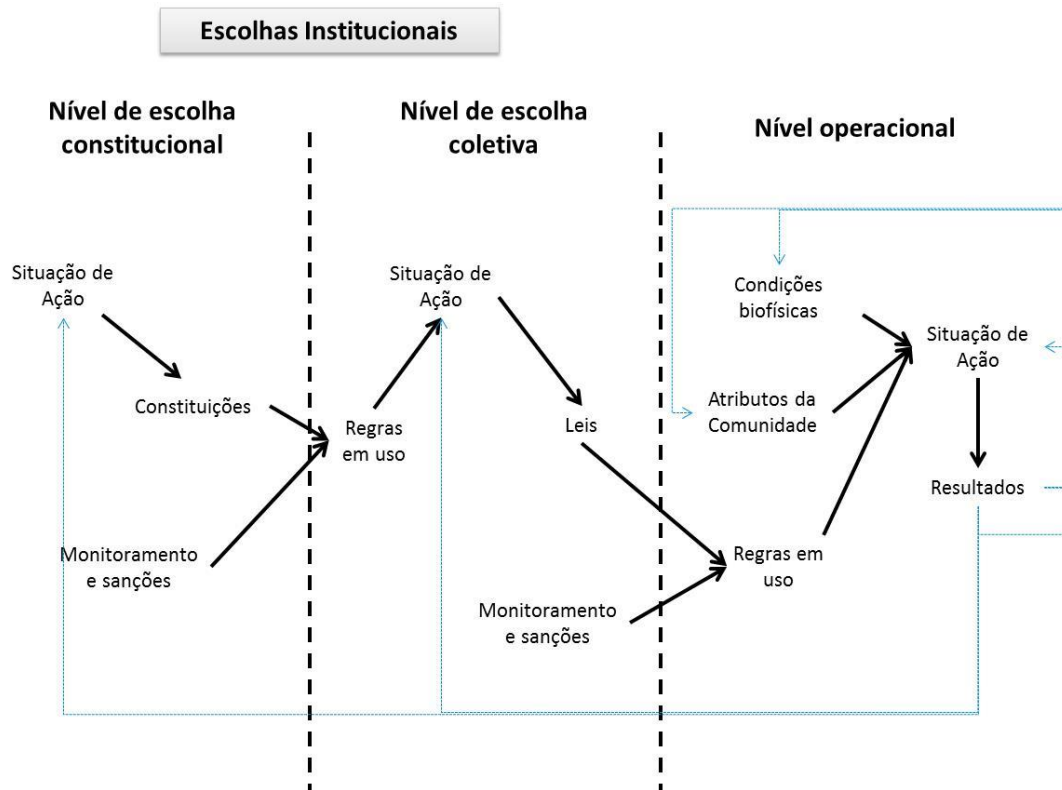 Escolhas Institucionais
Nível de escolha
constitucional
Nível de escolha
coletiva
Nível operacional
Situação de
Ação
Constituições
Monitoramento
e sanções
Regras
em uso
Situação de
Ação
Leis
Monitoramento
e sanções
Condições
biofísicas
Atributos da
Comunidade
Regras em
uso
Situação de
Ação
Resultados